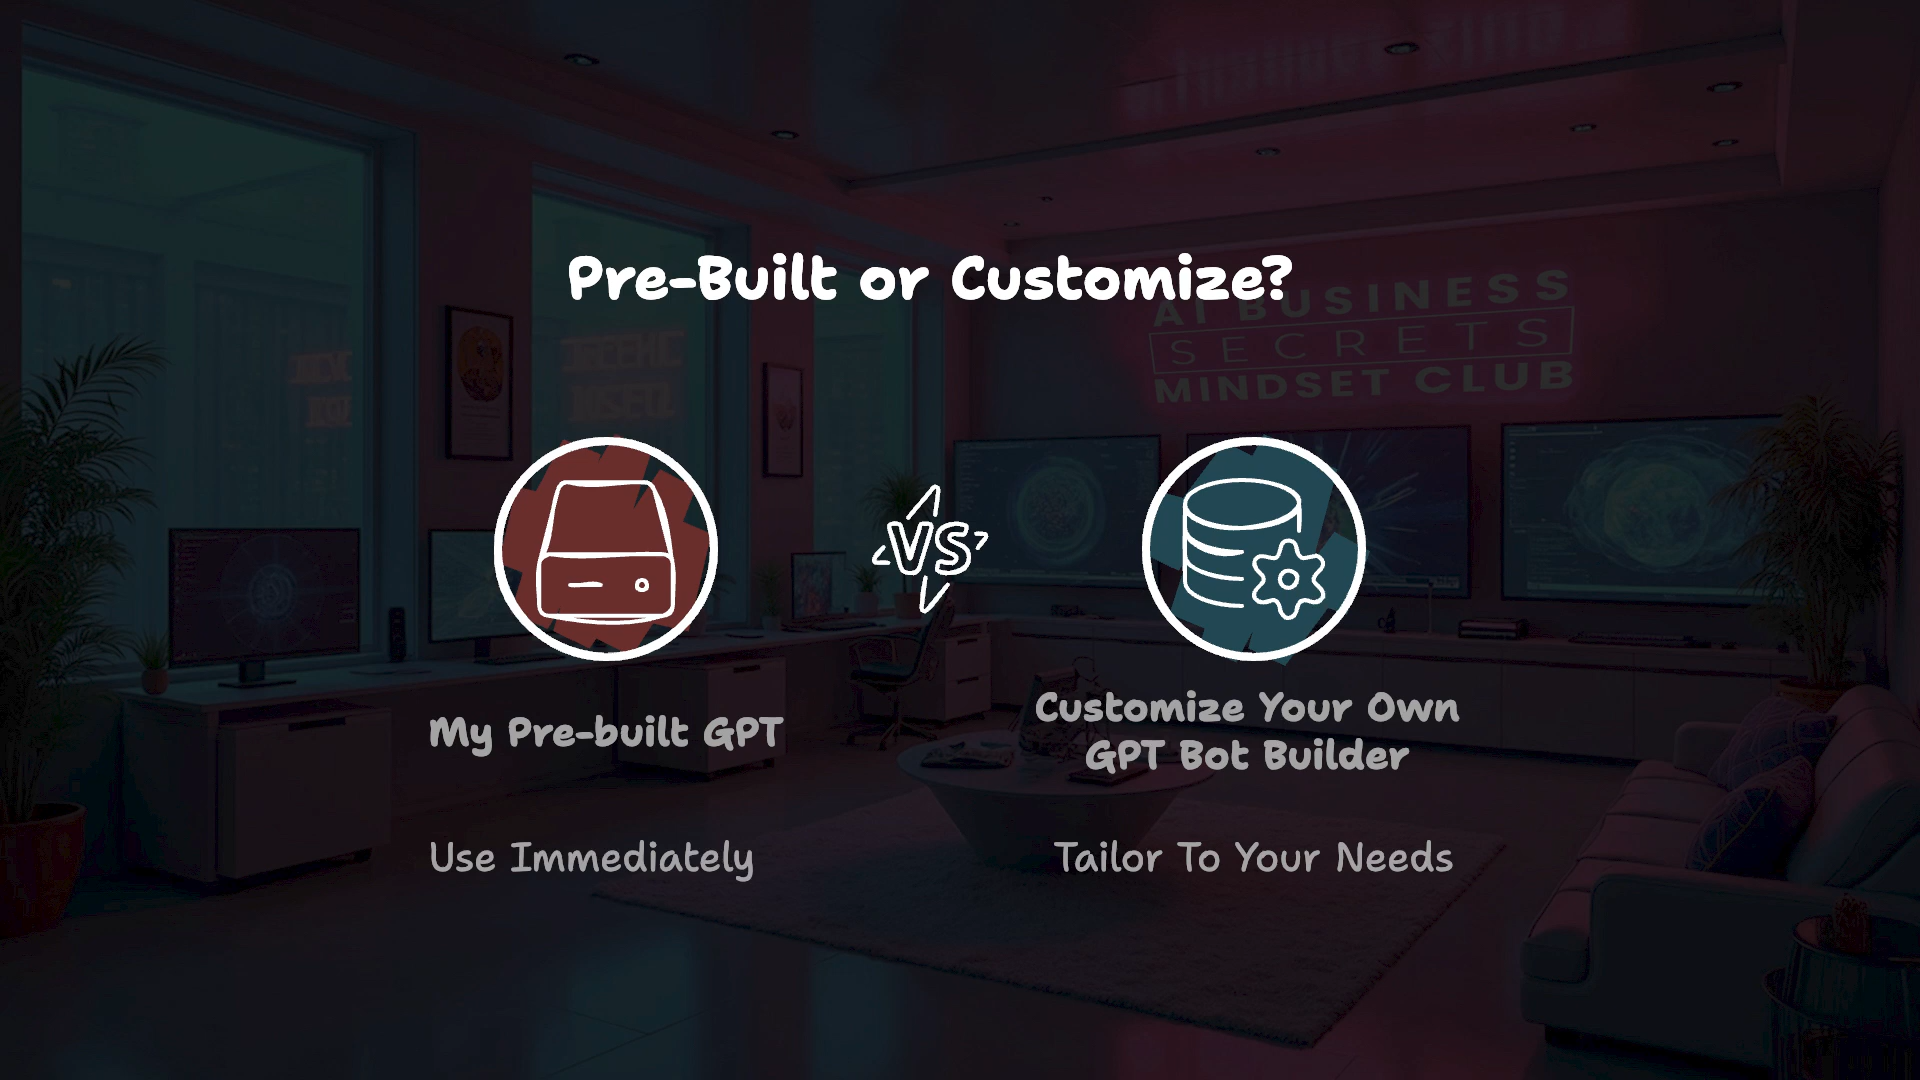 Pre-Built or Customize?
AI BUSINESS
SECRETS
MINDSET CLUB
VS
My Pre-built GPT
Customize Your Own
GPT Bot Builder
Use Immediately
Tailor To Your Needs